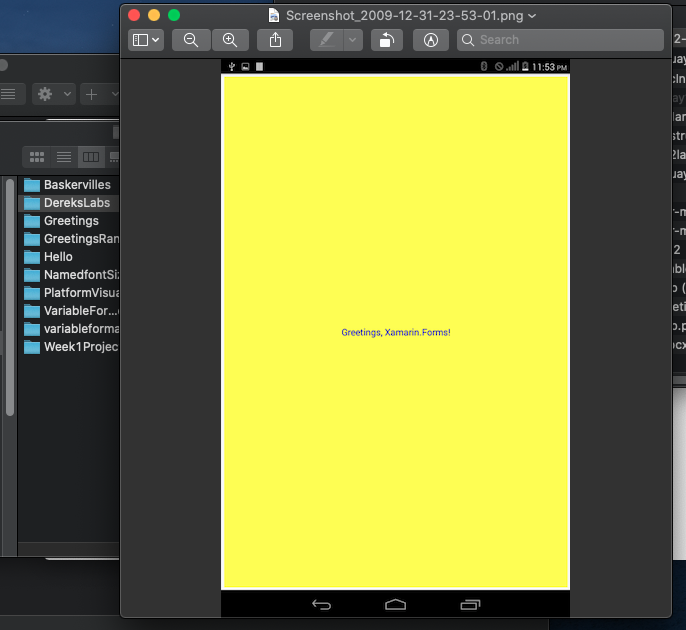 Screenshot_2009-12-31-23-53-01.png
Search
11:53 PM
Baskervilles
DereksLabs
Greetings
GreetingsRan
Hello
NamedfontSiz
PlatformVisua
VariableFor...
variableforma
Week1Projec
Greetings, Xamarin.Forms!